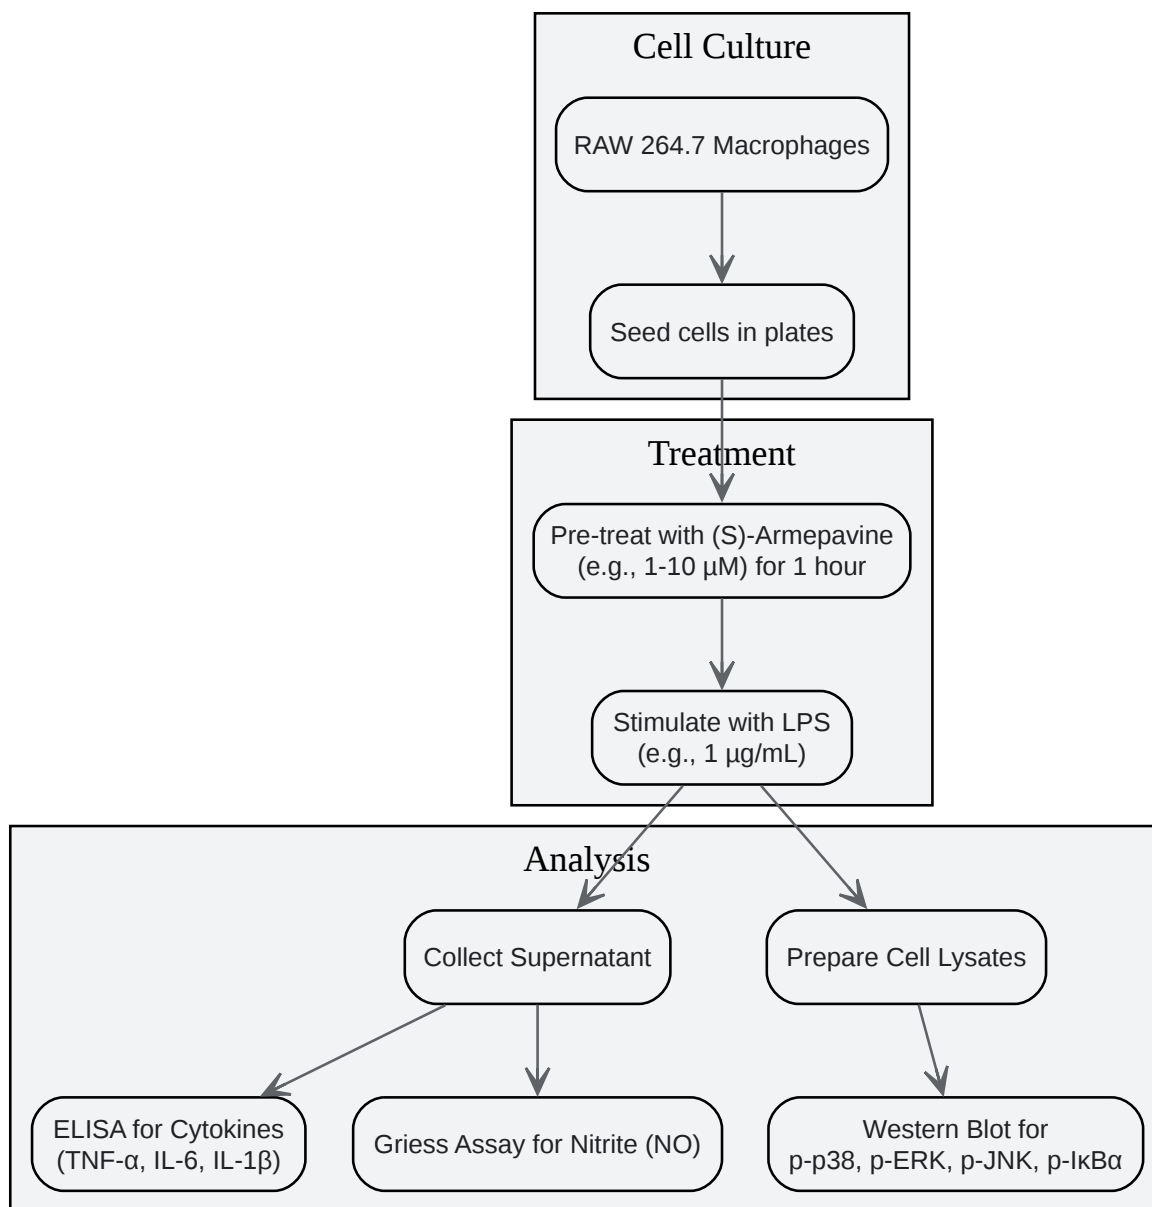 Cell Culture
RAW 264.7 Macrophages
Seed cells in plates
Treatment
Pre-treat with (S)-Armepavine
(e.g., 1-10 µM) for 1 hour
Stimulate with LPS
(e.g., 1 µg/mL)
Analysis
Collect Supernatant
Prepare Cell Lysates
ELISA for Cytokines
(TNF-α, IL-6, IL-1β)
Griess Assay for Nitrite (NO)
Western Blot for
p-p38, p-ERK, p-JNK, p-IκBα